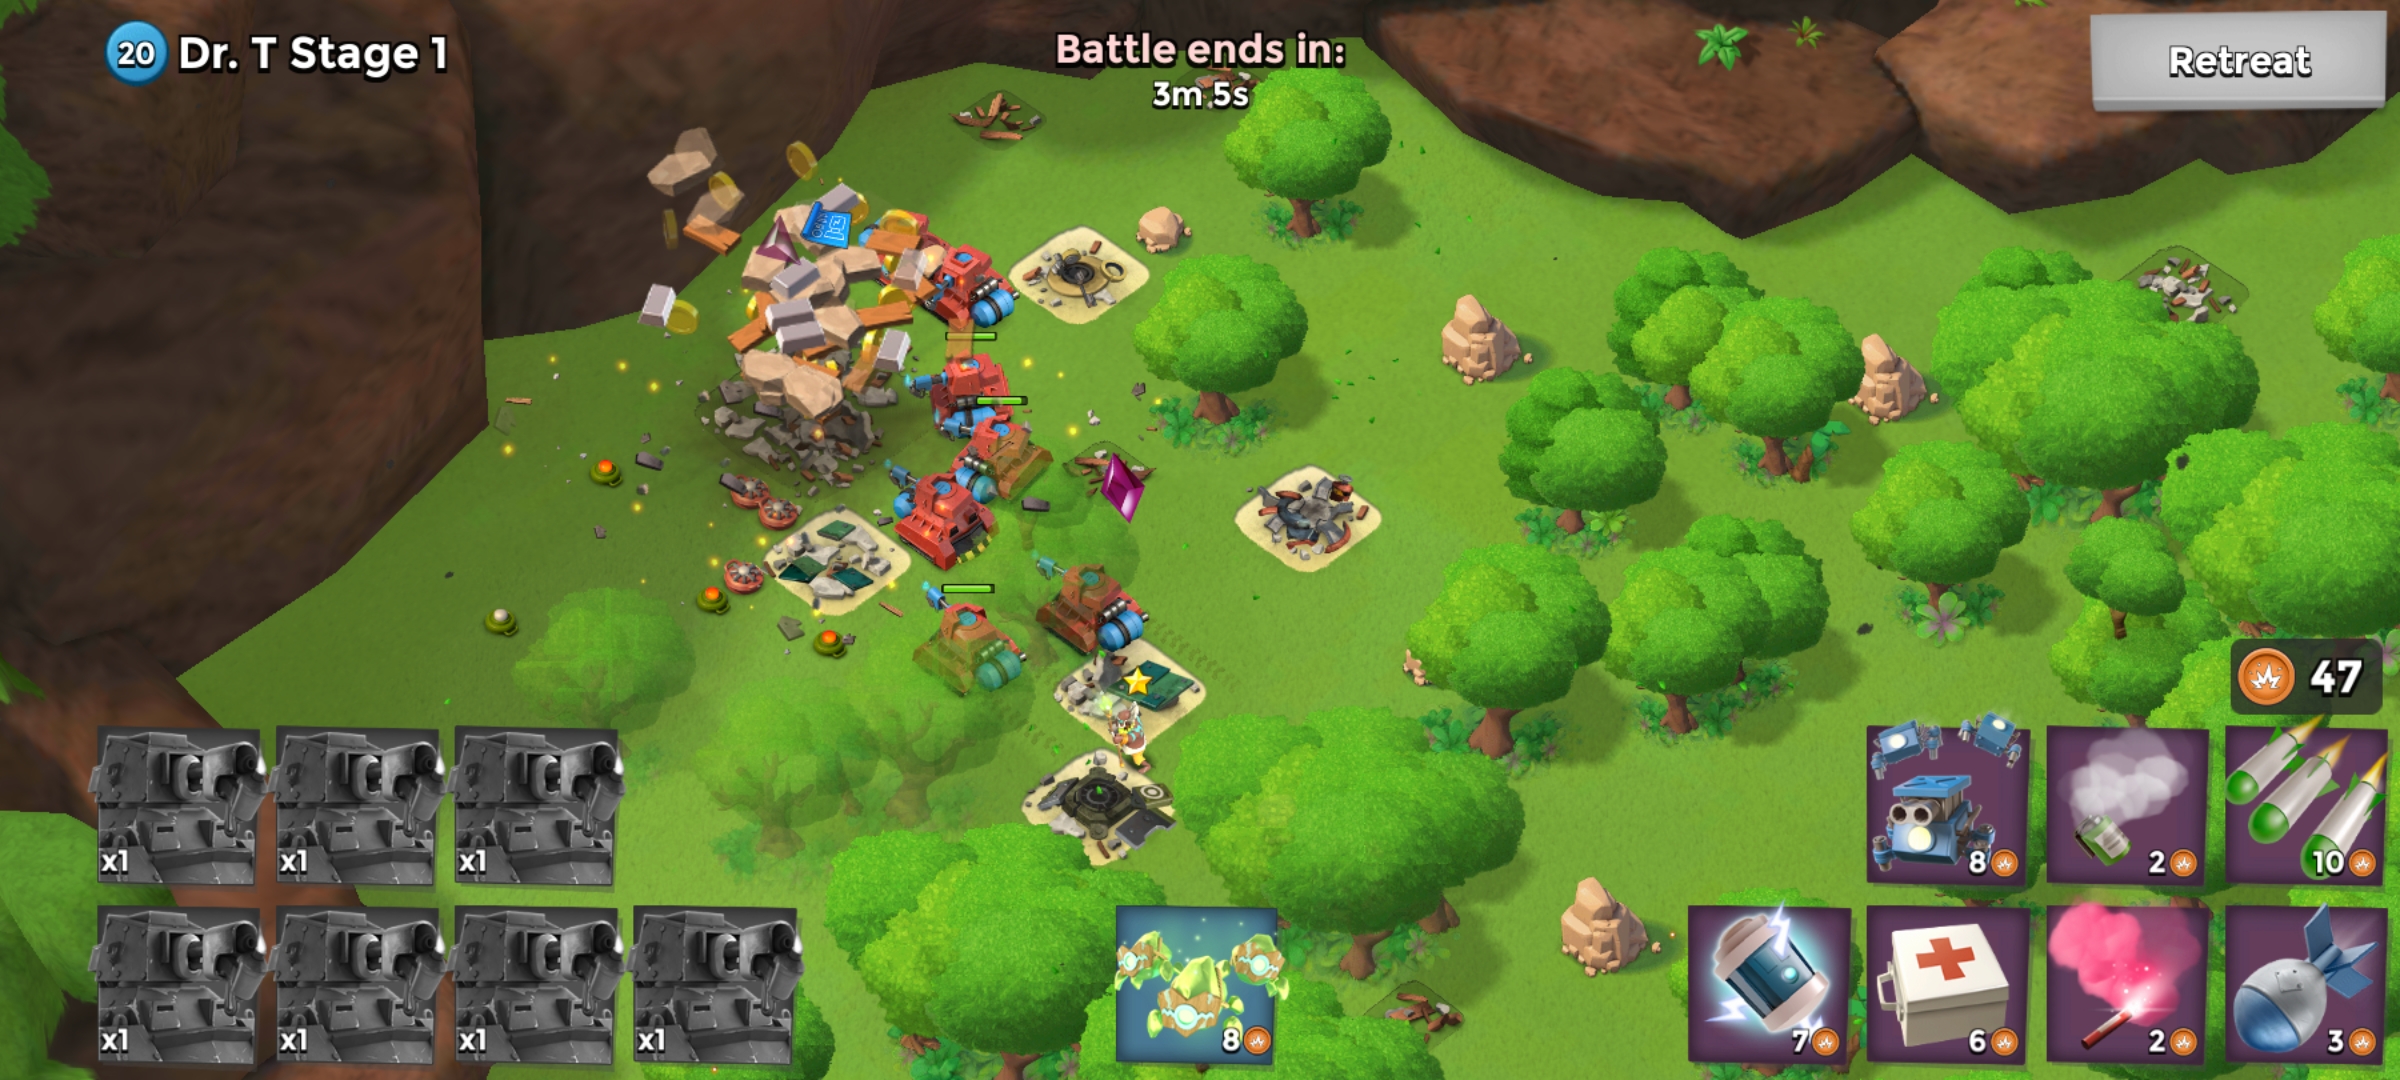 20 Dr. T Stage 1
Battle ends in:
3m 5s
Retreat
47
x1 x1 x1
8 2 10
x1 x1 x1 x1
8
7 6 2 3